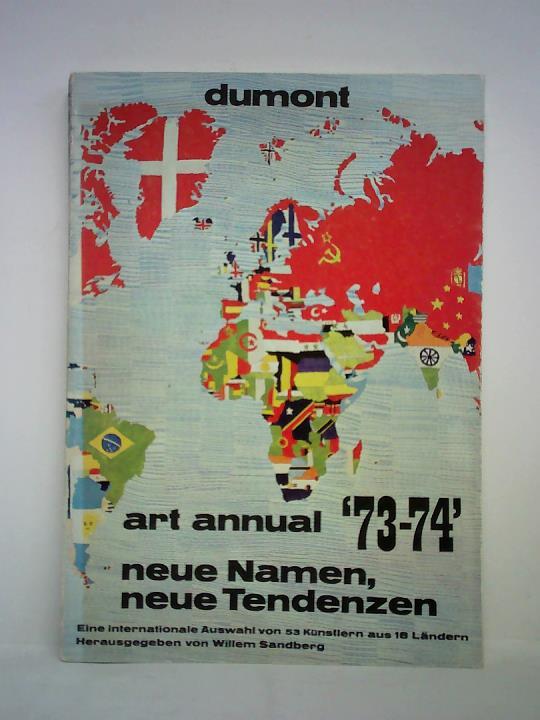 dumont
art annual '73-74'
neue Namen,
neue Tendenzen
Eine internationale Auswahl von 53 Künstlern aus 18 Ländern
Herausgegeben von Willem Sandberg